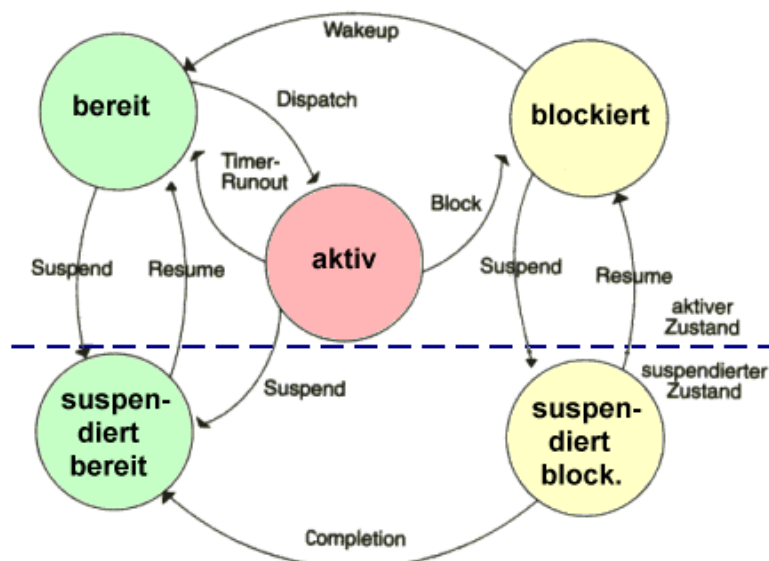 Wakeup
bereit
Dispatch
blockiert
Timer-
Runout
Block
aktiv
Suspend
Resume
Suspend
Resume
aktiver
Zustand
suspendierter
Zustand
suspen-
diert
bereit
Suspend
suspen-
diert
block.
Completion